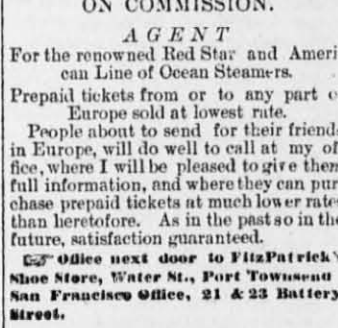 ON COMMISSION.
AGENT
For the renowned Red Star and Ameri
can Line of Ocean Steamers.
Prepaid tickets from or to any part o
Europe sold at lowest rate.
People about to send for their friend
in Europe, will do well to call at my of
fice, where I will be pleased to give them
full information, and where they can pur
chase prepaid tickets at much lower rate
than heretofore. As in the past so in the
future, satisfaction guaranteed.
☞ Office next door to FitzPatrick'
Shoe Store, Water St., Port Townsend
San Francisco Office, 21 & 23 Battery
Street.